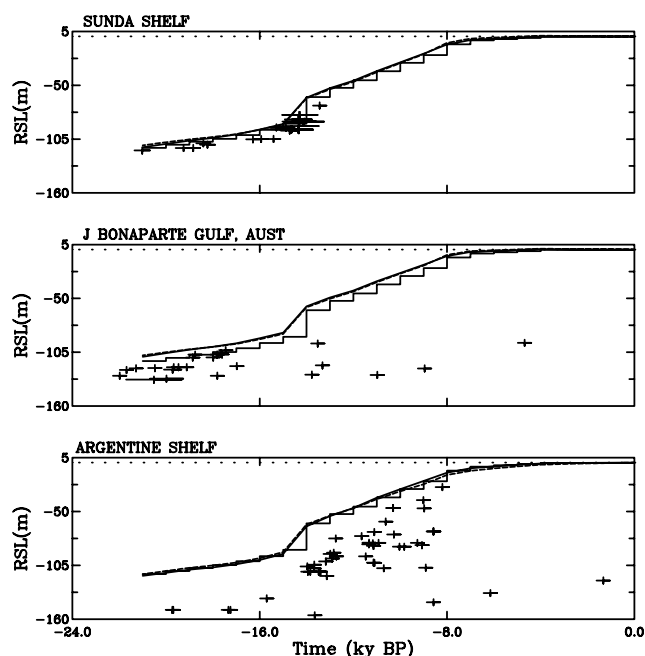 SUNDA SHELF
5
-50
-105
-160
RSL(m)
J BONAPARTE GULF, AUST
5
-50
-105
-160
RSL(m)
ARGENTINE SHELF
5
-50
-105
-160
RSL(m)
-24.0 -16.0 -8.0 0.0
Time (ky BP)